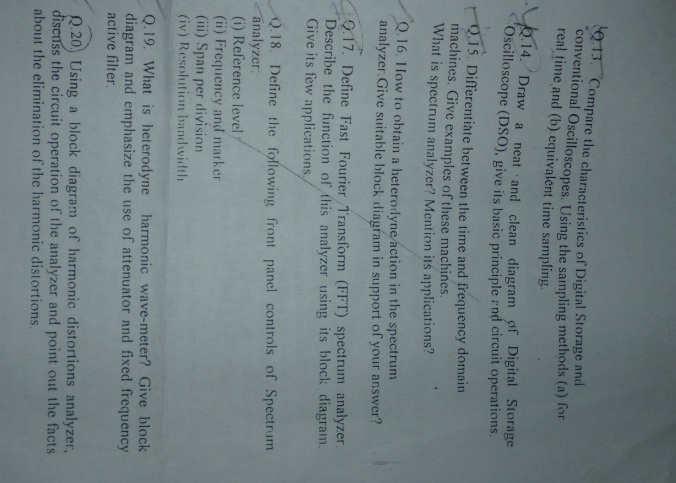 Q.13. Compare the characteristics of Digital Storage and
conventional Oscilloscopes. Using the sampling methods (a) for
real time and (b) equivalent time sampling.
Q.14. Draw a neat and clean diagram of Digital Storage
Oscilloscope (DSO), give its basic principle and circuit operations.
Q.15. Differentiate between the time and frequency domain
machines. Give examples of these machines.
What is spectrum analyzer? Mention its applications?
Q.16. How to obtain a heterodyne action in the spectrum
analyzer.Give suitable block diagram in support of your answer?
Q.17. Define Fast Fourier Transform (FFT) spectrum analyzer.
Describe the function of this analyzer using its block diagram.
Give its few applications.
Q.18. Define the following front panel controls of Spectrum
analyzer.
(i) Reference level
(ii) Frequency and marker
(iii) Span per division
(iv) Resolution bandwidth
Q.19. What is heterodyne harmonic wave-meter? Give block
diagram and emphasize the use of attenuator and fixed frequency
active filter.
Q.20. Using a block diagram of harmonic distortions analyzer,
discuss the circuit operation of the analyzer and point out the facts
about the elimination of the harmonic distortions.